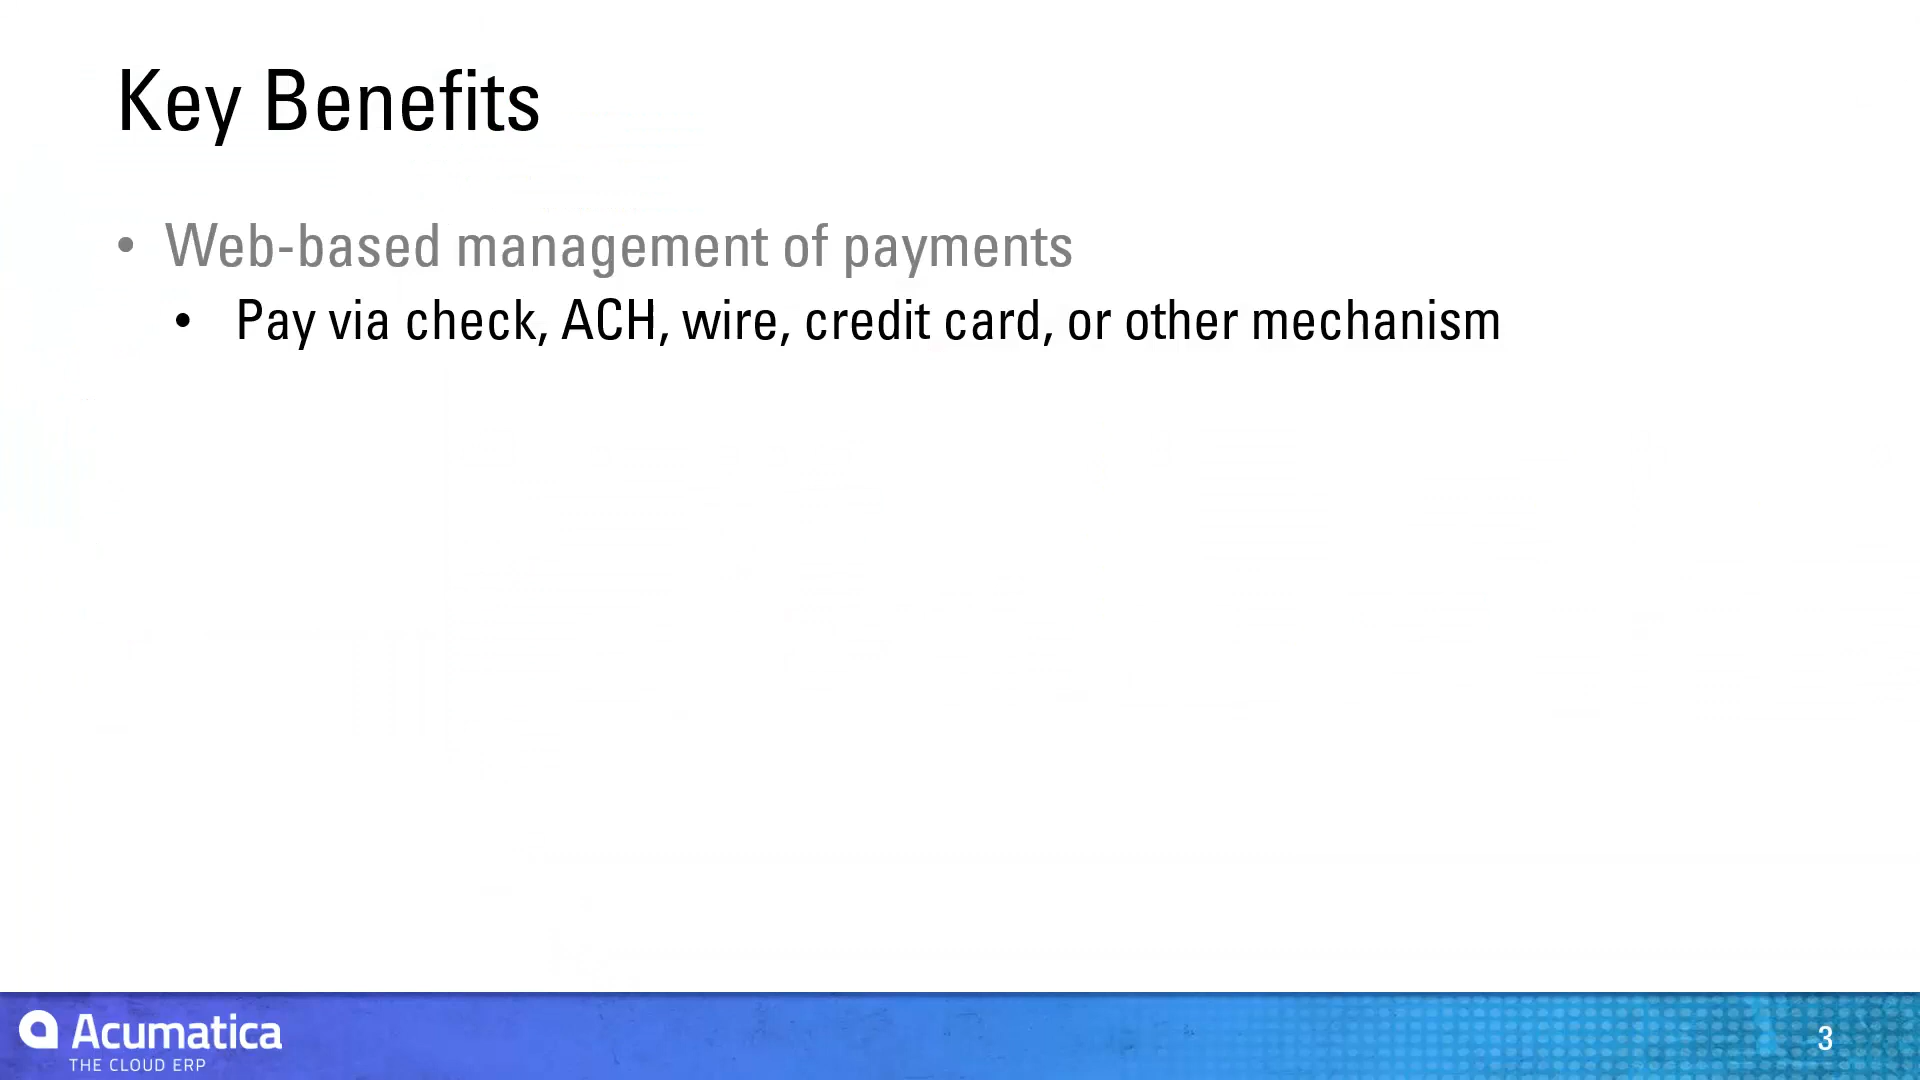 Key Benefits
• Web-based management of payments
• Pay via check, ACH, wire, credit card, or other mechanism
Acumatica
THE CLOUD ERP
3